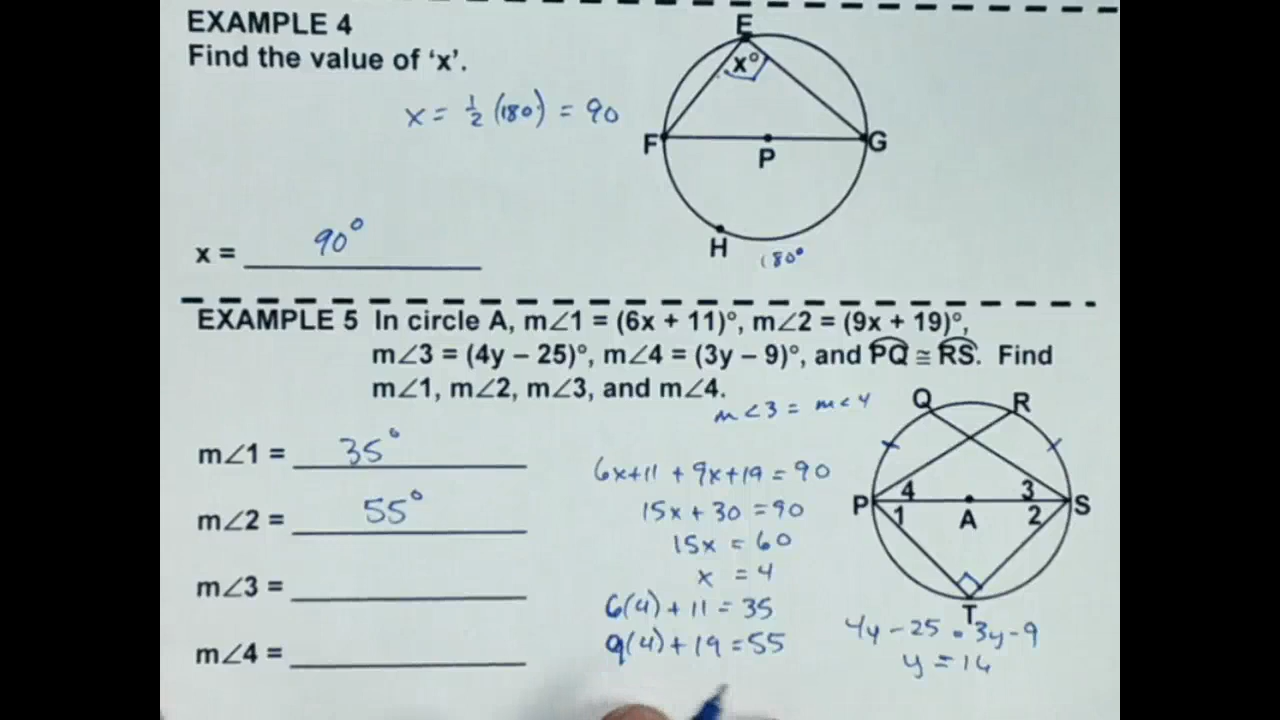 EXAMPLE 4
Find the value of ‘x’.
x = 1/2 (180) = 90
E
x°
F
G
P
H
180°
x = 90°
EXAMPLE 5 In circle A, m∠1 = (6x + 11)°, m∠2 = (9x + 19)°,
m∠3 = (4y – 25)°, m∠4 = (3y – 9)°, and PQ ≅ RS. Find
m∠1, m∠2, m∠3, and m∠4.
m∠3 = m∠4
Q R
m∠1 = 35°
6x+11 + 9x+19 = 90
P 4 3 S
1 A 2
m∠2 = 55°
15x + 30 = 90
15x = 60
x = 4
m∠3 =
6(4) + 11 = 35
T
4y - 25 = 3y - 9
9(4) + 19 = 55
y = 16
m∠4 =